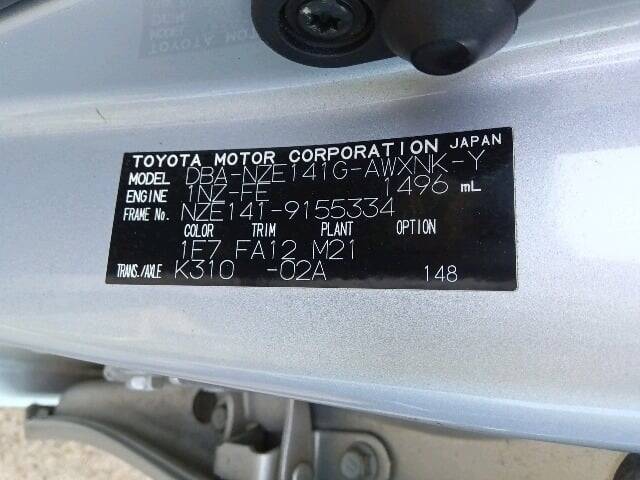 TOYOTA MOTOR CORPORATION JAPAN
MODEL DBA-NZE141G-AWXNK-Y
ENGINE 1NZ-FE 1496 mL
FRAME No. NZE141-9155334
COLOR TRIM PLANT OPTION
1F7 FA12 M21
TRANS./AXLE K310 -02A 148